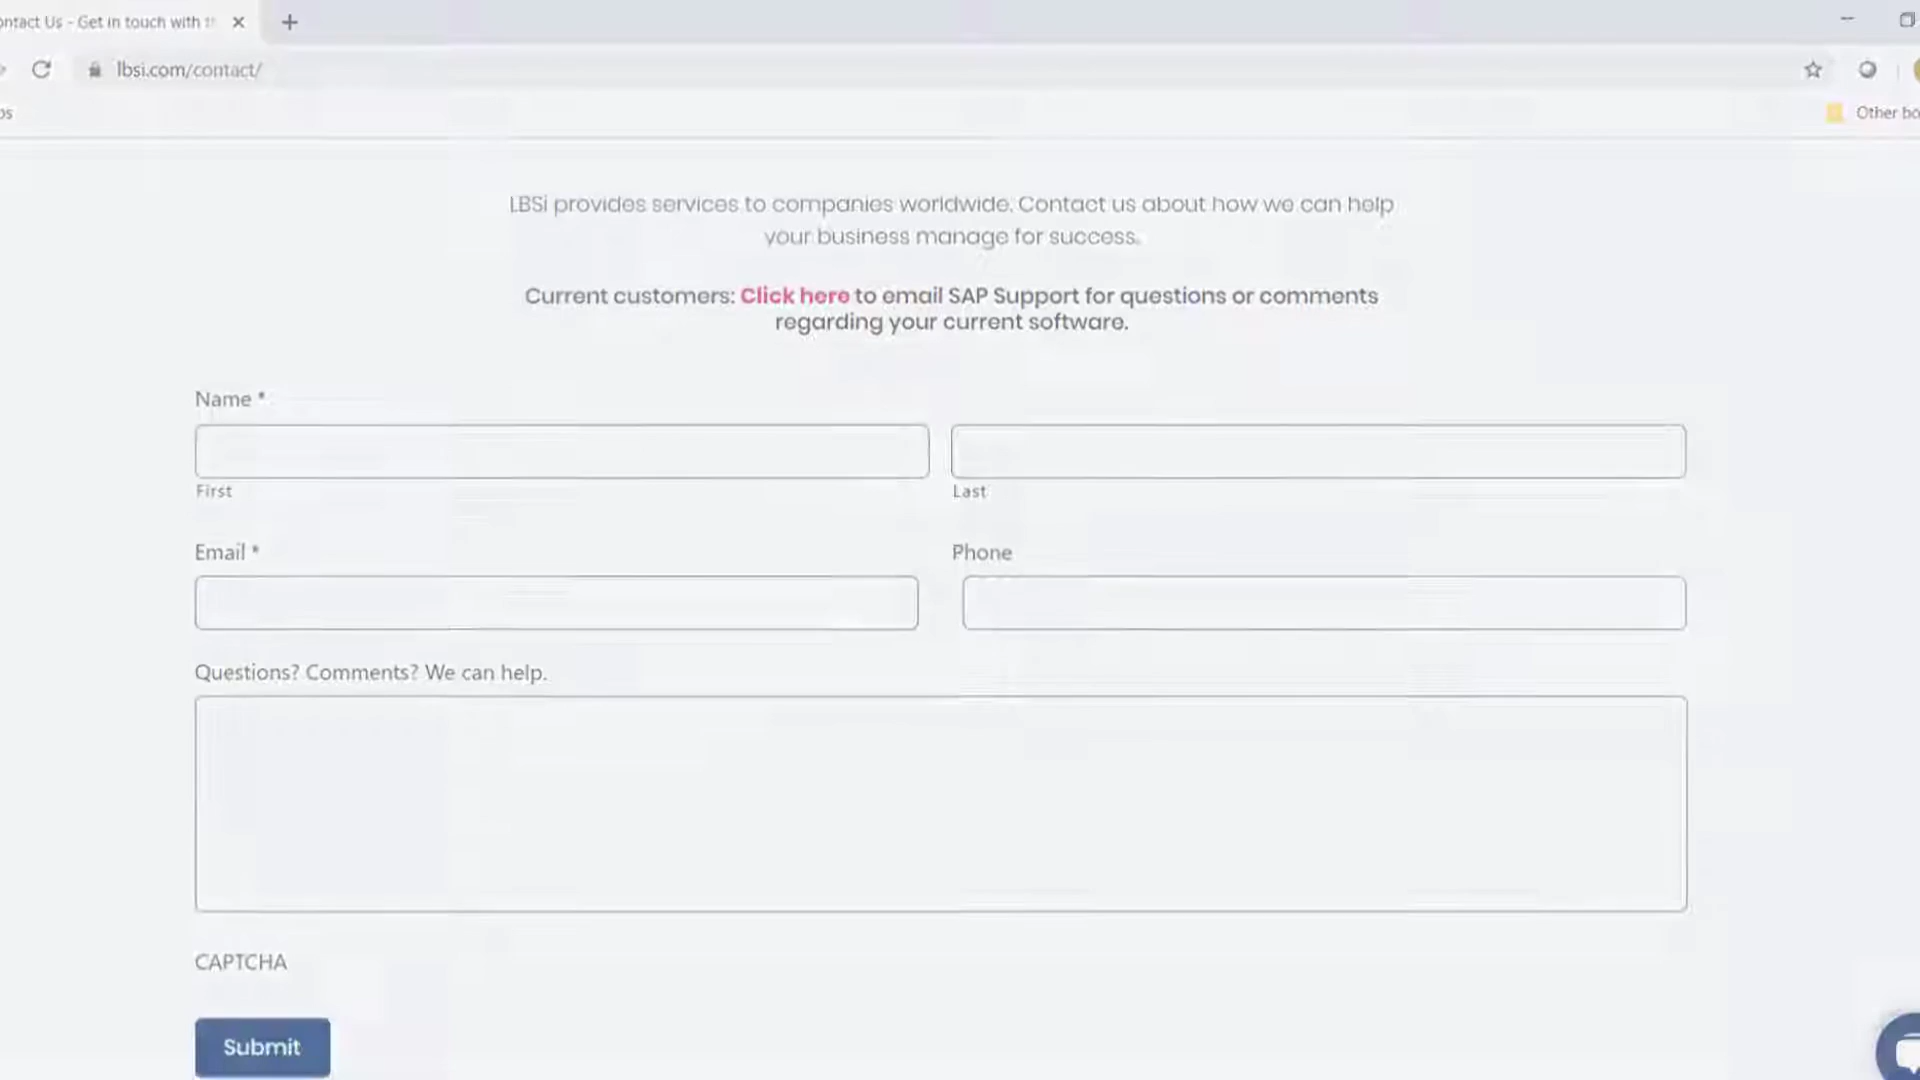 Contact Us - Get in touch with
lbsi.com/contact/
Other
LBSi provides services to companies worldwide. Contact us about how we can help
your business manage for success.
Current customers: Click here to email SAP Support for questions or comments
regarding your current software.
Name *
First
Last
Email *
Phone
Questions? Comments? We can help.
CAPTCHA
Submit